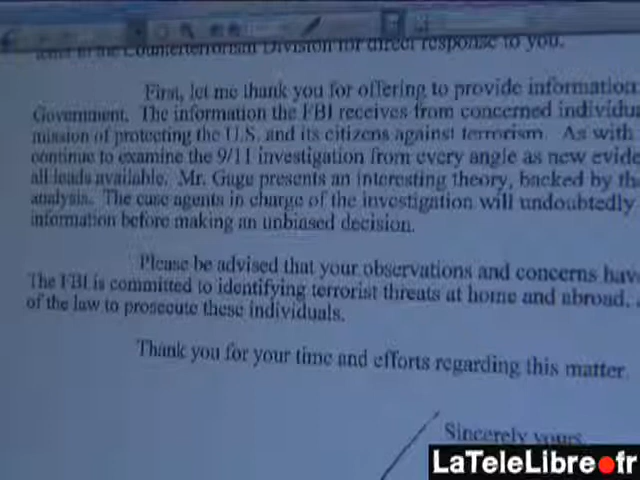 letter to the Counterterrorism Division for direct response to you.
First, let me thank you for offering to provide information
Government. The information the FBI receives from concerned individu
mission of protecting the U.S. and its citizens against terrorism. As with
continue to examine the 9/11 investigation from every angle as new evide
all leads available. Mr. Gage presents an interesting theory, backed by th
analysis. The case agents in charge of the investigation will undoubtedly
information before making an unbiased decision.
Please be advised that your observations and concerns hav
The FBI is committed to identifying terrorist threats at home and abroad,
of the law to prosecute these individuals.
Thank you for your time and efforts regarding this matter.
Sincerely yours,
LaTeleLibre.fr